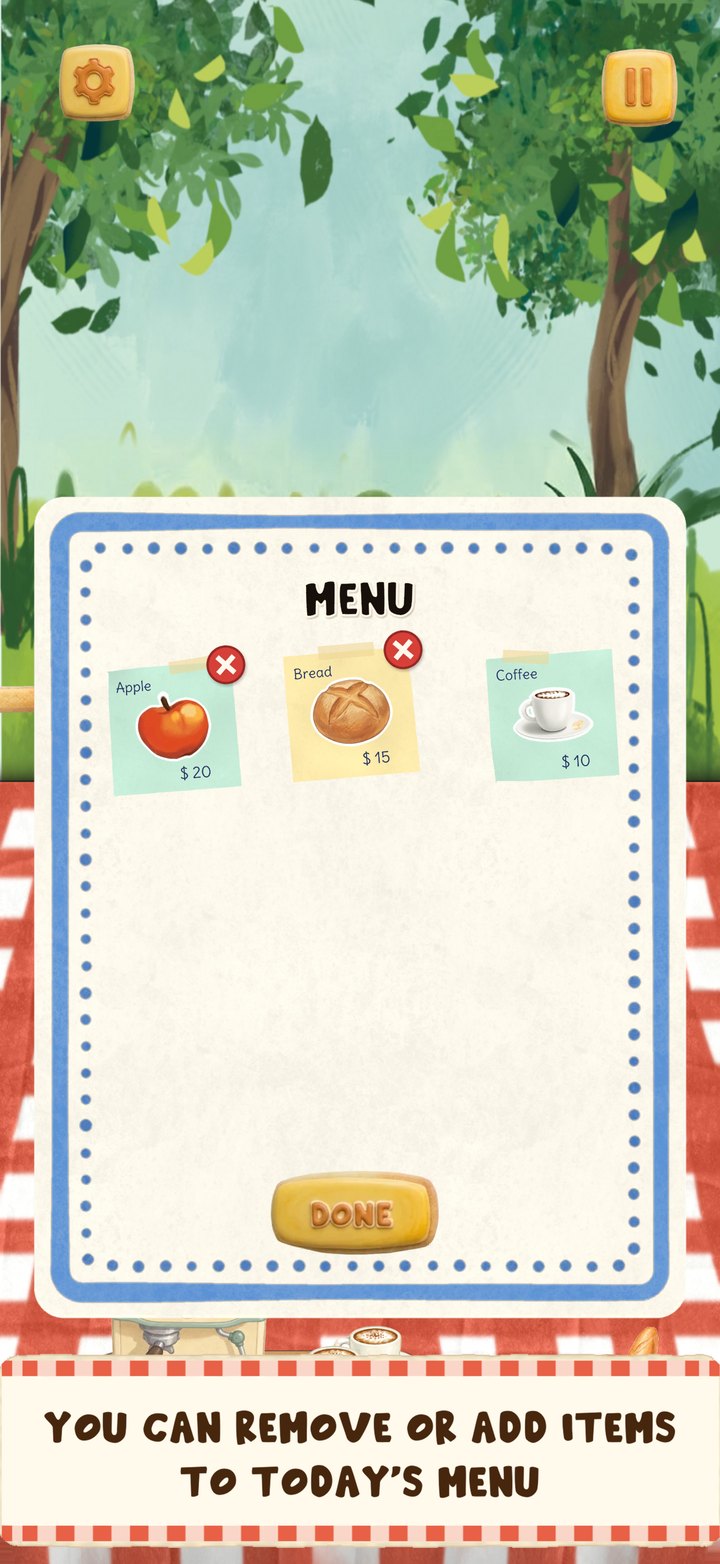 MENU
Apple
$20
Bread
$15
Coffee
$10
DONE
YOU CAN REMOVE OR ADD ITEMS
TO TODAY'S MENU